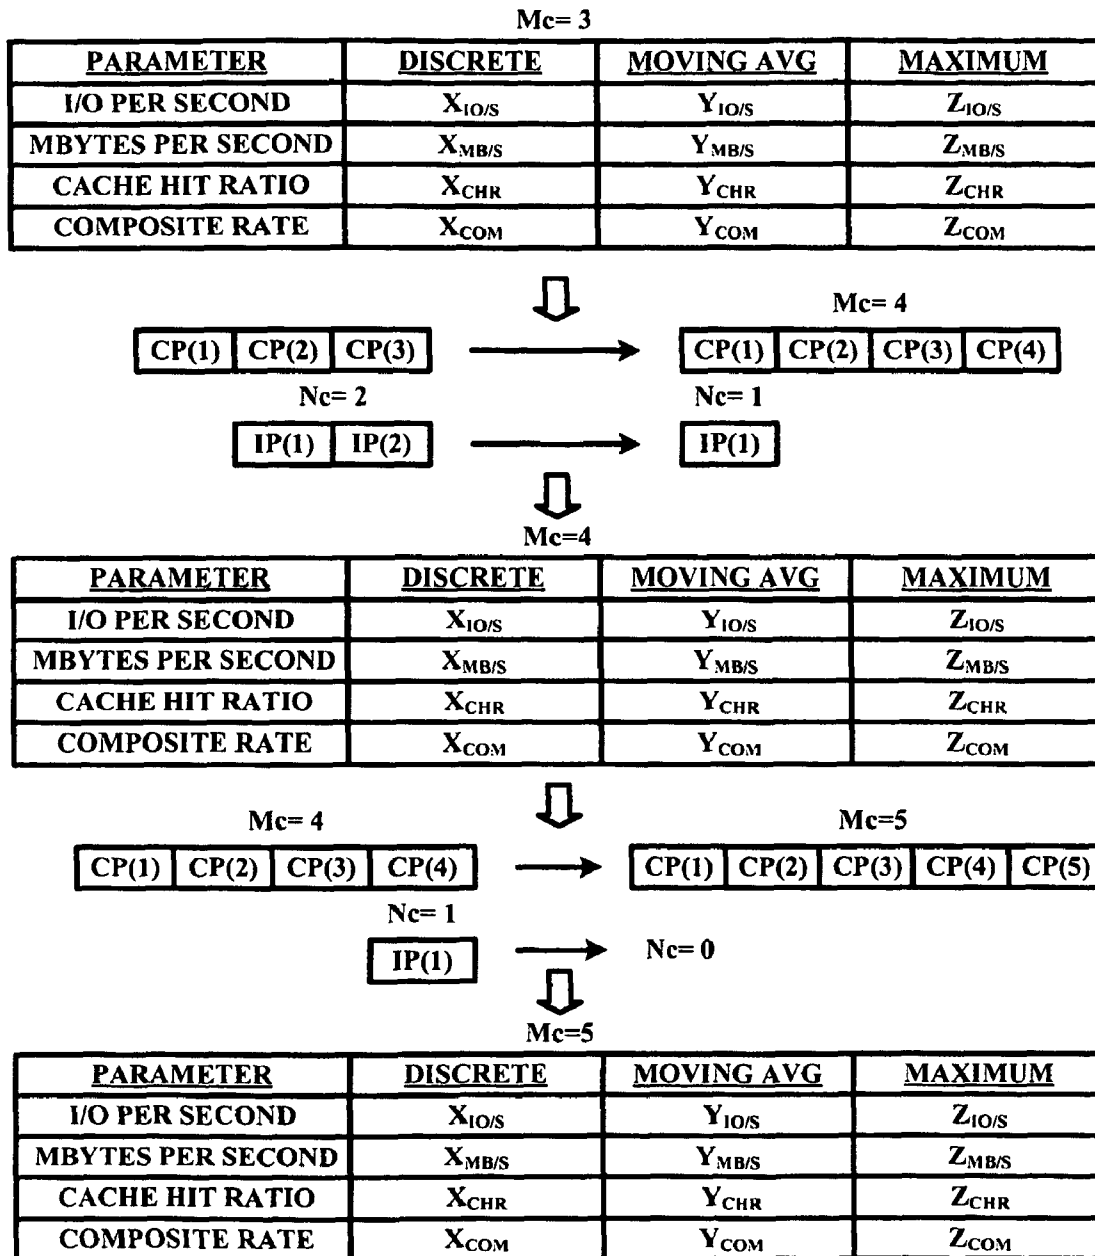 Mc= 3
PARAMETER DISCRETE MOVING AVG MAXIMUM
I/O PER SECOND XIO/S YIO/S ZIO/S
MBYTES PER SECOND XMB/S YMB/S ZMB/S
CACHE HIT RATIO XCHR YCHR ZCHR
COMPOSITE RATE XCOM YCOM ZCOM
Mc= 4
CP(1) CP(2) CP(3) CP(1) CP(2) CP(3) CP(4)
Nc= 2 Nc= 1
IP(1) IP(2) IP(1)
Mc=4
PARAMETER DISCRETE MOVING AVG MAXIMUM
I/O PER SECOND XIO/S YIO/S ZIO/S
MBYTES PER SECOND XMB/S YMB/S ZMB/S
CACHE HIT RATIO XCHR YCHR ZCHR
COMPOSITE RATE XCOM YCOM ZCOM
Mc= 4 Mc=5
CP(1) CP(2) CP(3) CP(4) CP(1) CP(2) CP(3) CP(4) CP(5)
Nc= 1
IP(1) Nc= 0
Mc=5
PARAMETER DISCRETE MOVING AVG MAXIMUM
I/O PER SECOND XIO/S YIO/S ZIO/S
MBYTES PER SECOND XMB/S YMB/S ZMB/S
CACHE HIT RATIO XCHR YCHR ZCHR
COMPOSITE RATE XCOM YCOM ZCOM